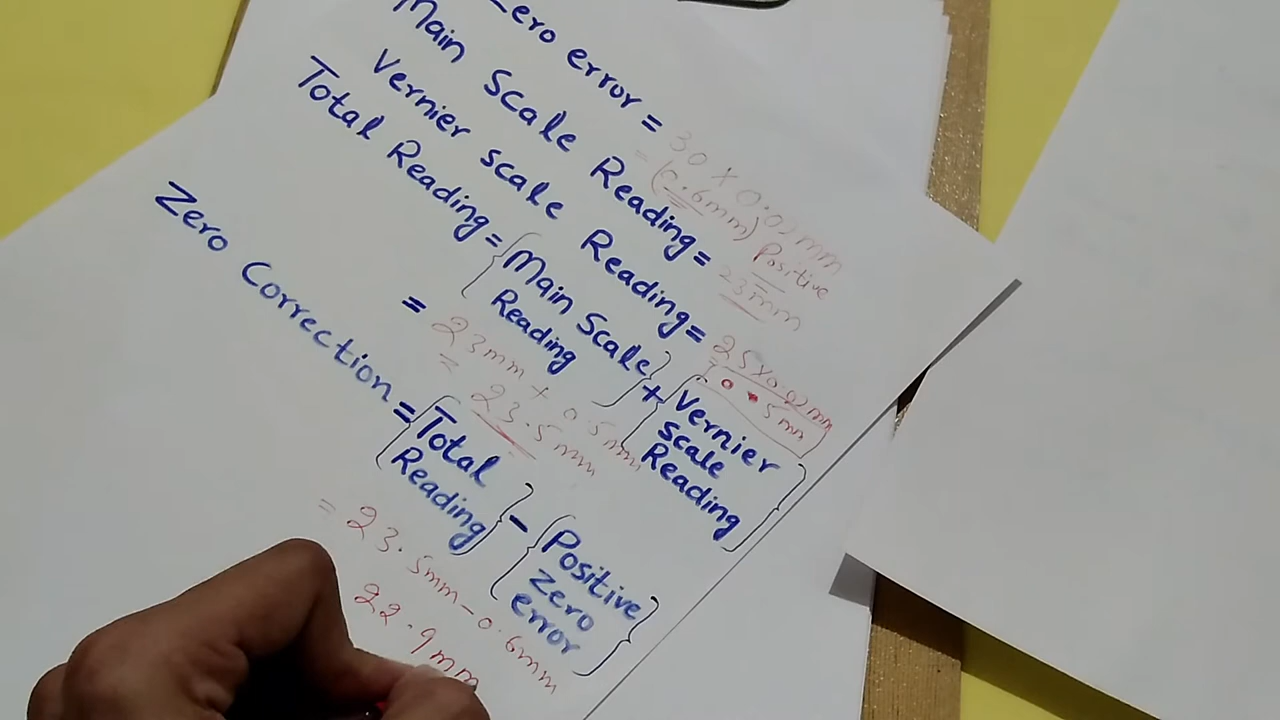 Zero error = 30 × 0.02mm
= (0.6mm) Positive
Main Scale Reading = 23mm
Vernier scale Reading = 25×0.02mm
= 0.5mm
Total Reading = {Main Scale Reading} + {Vernier Scale Reading}
= 23mm + 0.5mm
= 23.5mm
Zero Correction = {Total Reading} - {Positive Zero error}
= 23.5mm - 0.6mm
22.9mm